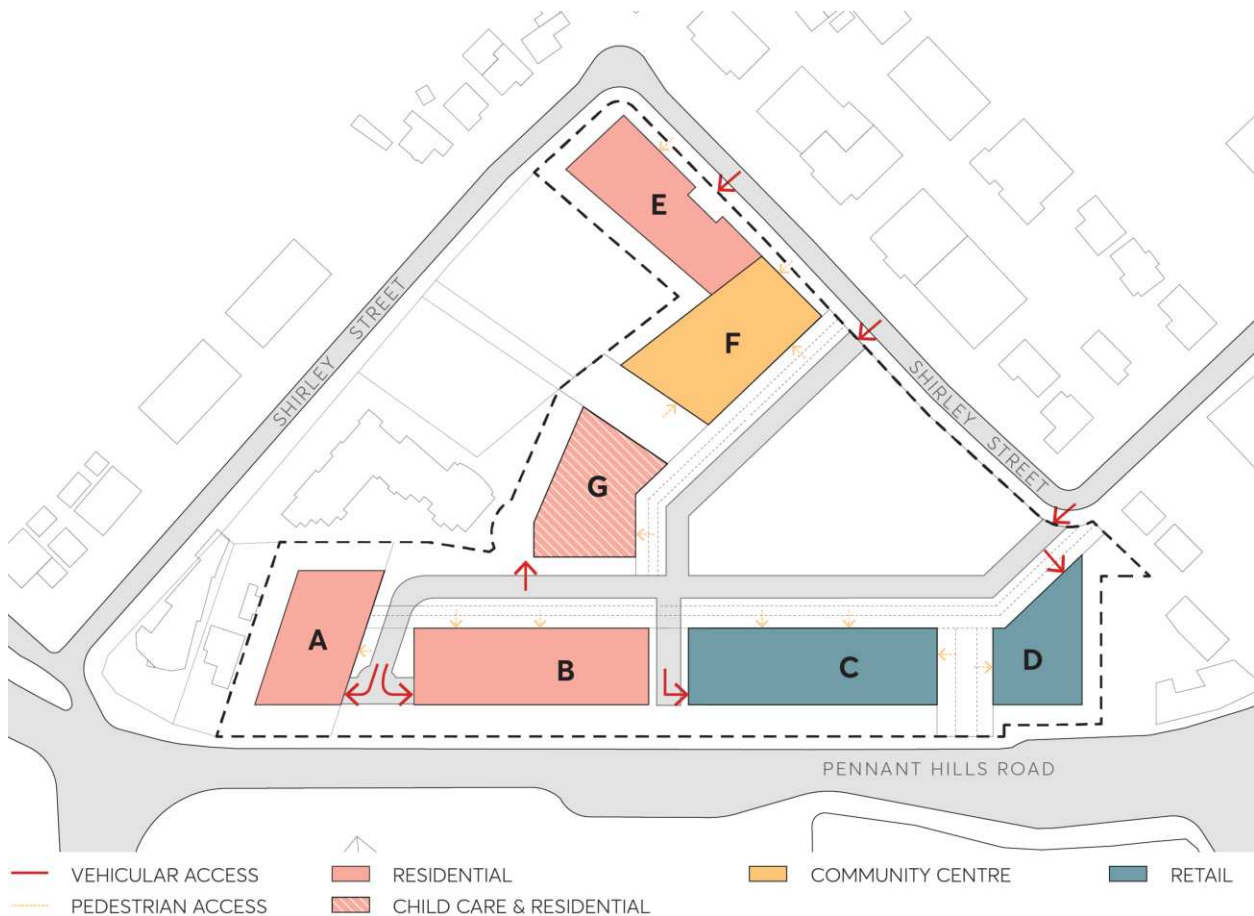 E
F
SHIRLEY STREET
SHIRLEY STREET
G
A
B
C
D
PENNANT HILLS ROAD
VEHICULAR ACCESS
RESIDENTIAL
COMMUNITY CENTRE
RETAIL
PEDESTRIAN ACCESS
CHILD CARE & RESIDENTIAL